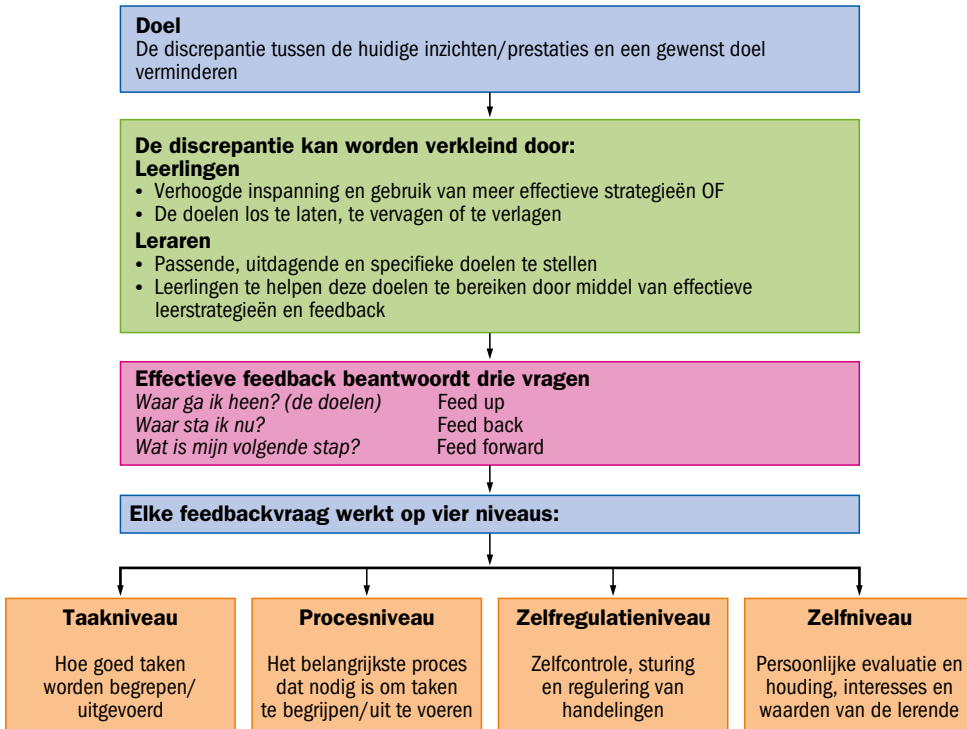 Doel
De discrepantie tussen de huidige inzichten/prestaties en een gewenst doel
verminderen
De discrepantie kan worden verkleind door:
Leerlingen
• Verhoogde inspanning en gebruik van meer effectieve strategieën OF
• De doelen los te laten, te vervagen of te verlagen
Leraren
• Passende, uitdagende en specifieke doelen te stellen
• Leerlingen te helpen deze doelen te bereiken door middel van effectieve
leerstrategieën en feedback
Effectieve feedback beantwoordt drie vragen
Waar ga ik heen? (de doelen) Feed up
Waar sta ik nu? Feed back
Wat is mijn volgende stap? Feed forward
Elke feedbackvraag werkt op vier niveaus:
Taakniveau
Hoe goed taken
worden begrepen/
uitgevoerd
Procesniveau
Het belangrijkste proces
dat nodig is om taken
te begrijpen/uit te voeren
Zelfregulatieniveau
Zelfcontrole, sturing
en regulering van
handelingen
Zelfniveau
Persoonlijke evaluatie en
houding, interesses en
waarden van de lerende